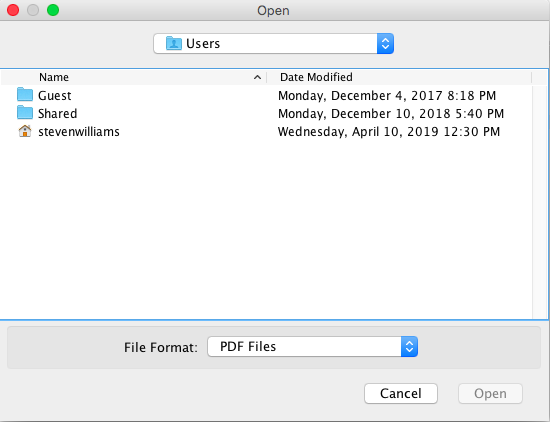 Open
Users
Name Date Modified
Guest Monday, December 4, 2017 8:18 PM
Shared Monday, December 10, 2018 5:40 PM
stevenwilliams Wednesday, April 10, 2019 12:30 PM
File Format: PDF Files
Cancel Open